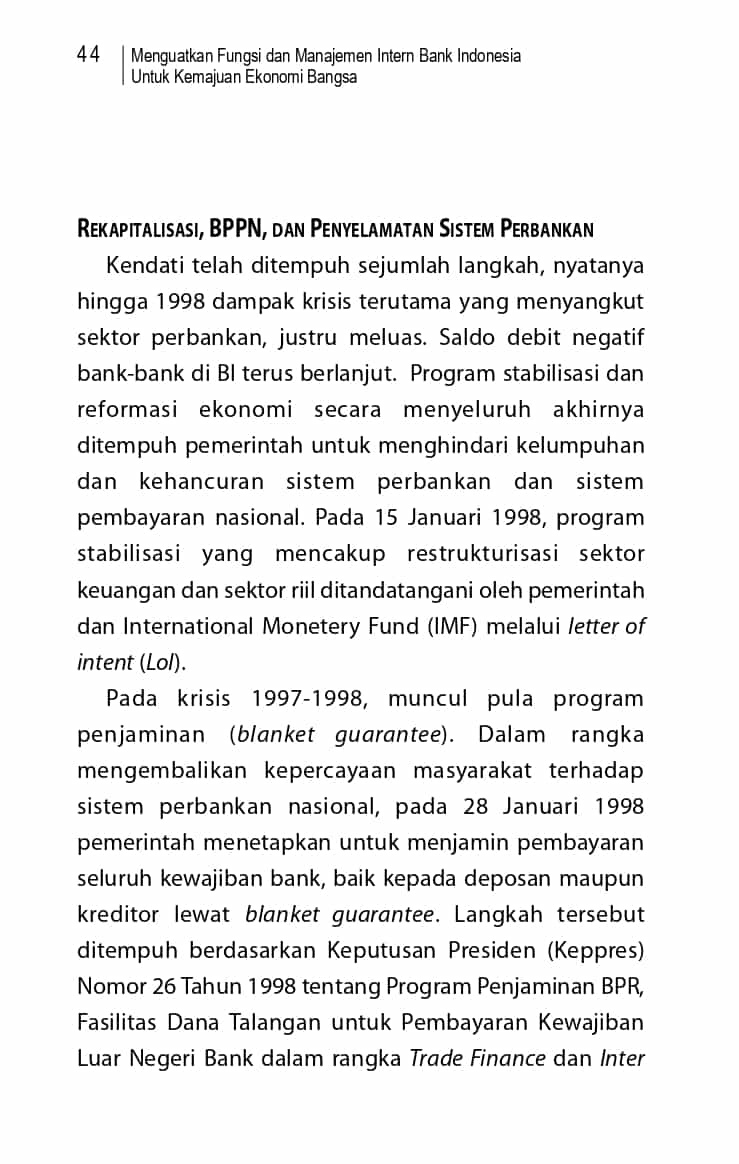 44
Menguatkan Fungsi dan Manajemen Intern Bank Indonesia
Untuk Kemajuan Ekonomi Bangsa
REKAPITALISASI, BPPN, DAN PENYELAMATAN SISTEM PERBANKAN
Kendati telah ditempuh sejumlah langkah, nyatanya
hingga 1998 dampak krisis terutama yang menyangkut
sektor perbankan, justru meluas. Saldo debit negatif
bank-bank di BI terus berlanjut. Program stabilisasi dan
reformasi ekonomi secara menyeluruh akhirnya
ditempuh pemerintah untuk menghindari kelumpuhan
dan kehancuran sistem perbankan dan sistem
pembayaran nasional. Pada 15 Januari 1998, program
stabilisasi yang mencakup restrukturisasi sektor
keuangan dan sektor riil ditandatangani oleh pemerintah
dan International Monetery Fund (IMF) melalui letter of
intent (LoI).
Pada krisis 1997-1998, muncul pula program
penjaminan (blanket guarantee). Dalam rangka
mengembalikan kepercayaan masyarakat terhadap
sistem perbankan nasional, pada 28 Januari 1998
pemerintah menetapkan untuk menjamin pembayaran
seluruh kewajiban bank, baik kepada deposan maupun
kreditor lewat blanket guarantee. Langkah tersebut
ditempuh berdasarkan Keputusan Presiden (Keppres)
Nomor 26 Tahun 1998 tentang Program Penjaminan BPR,
Fasilitas Dana Talangan untuk Pembayaran Kewajiban
Luar Negeri Bank dalam rangka Trade Finance dan Inter